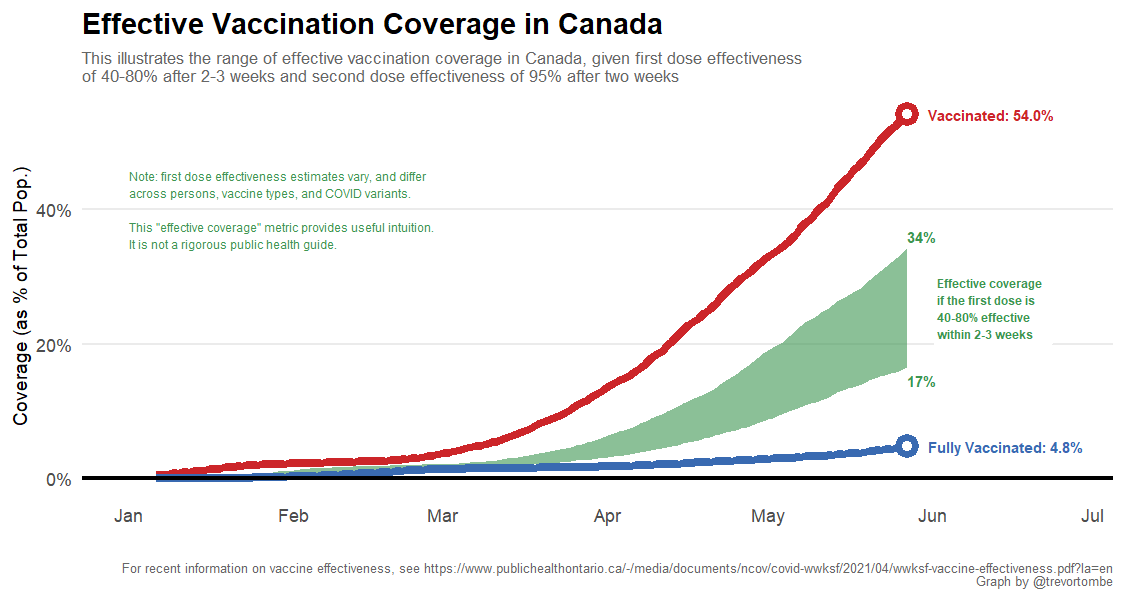 Effective Vaccination Coverage in Canada
This illustrates the range of effective vaccination coverage in Canada, given first dose effectiveness
of 40-80% after 2-3 weeks and second dose effectiveness of 95% after two weeks
Vaccinated: 54.0%
Note: first dose effectiveness estimates vary, and differ
across persons, vaccine types, and COVID variants.
This "effective coverage" metric provides useful intuition.
It is not a rigorous public health guide.
34%
Effective coverage
if the first dose is
40-80% effective
within 2-3 weeks
17%
Fully Vaccinated: 4.8%
Coverage (as % of Total Pop.)
40%
20%
0%
Jan Feb Mar Apr May Jun Jul
For recent information on vaccine effectiveness, see https://www.publichealthontario.ca/-/media/documents/ncov/covid-wwksf/2021/04/wwksf-vaccine-effectiveness.pdf?la=en
Graph by @trevortombe